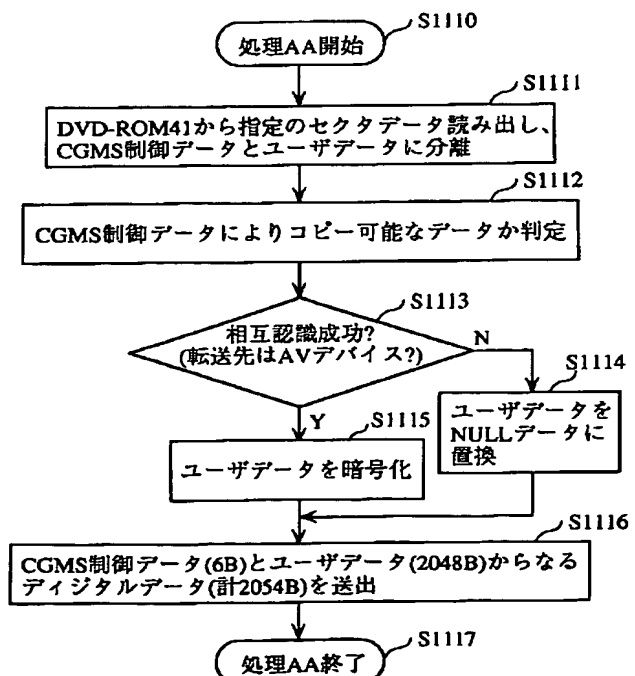 S1110
処理AA開始
S1111
DVD-ROM41から指定のセクタデータ読み出し、
CGMS制御データとユーザデータに分離
S1112
CGMS制御データによりコピー可能なデータか判定
S1113
相互認識成功?
(転送先はAVデバイス?)
N
S1114
ユーザデータを
NULLデータに
置換
Y
S1115
ユーザデータを暗号化
S1116
CGMS制御データ(6B)とユーザデータ(2048B)からなる
ディジタルデータ(計2054B)を送出
S1117
処理AA終了